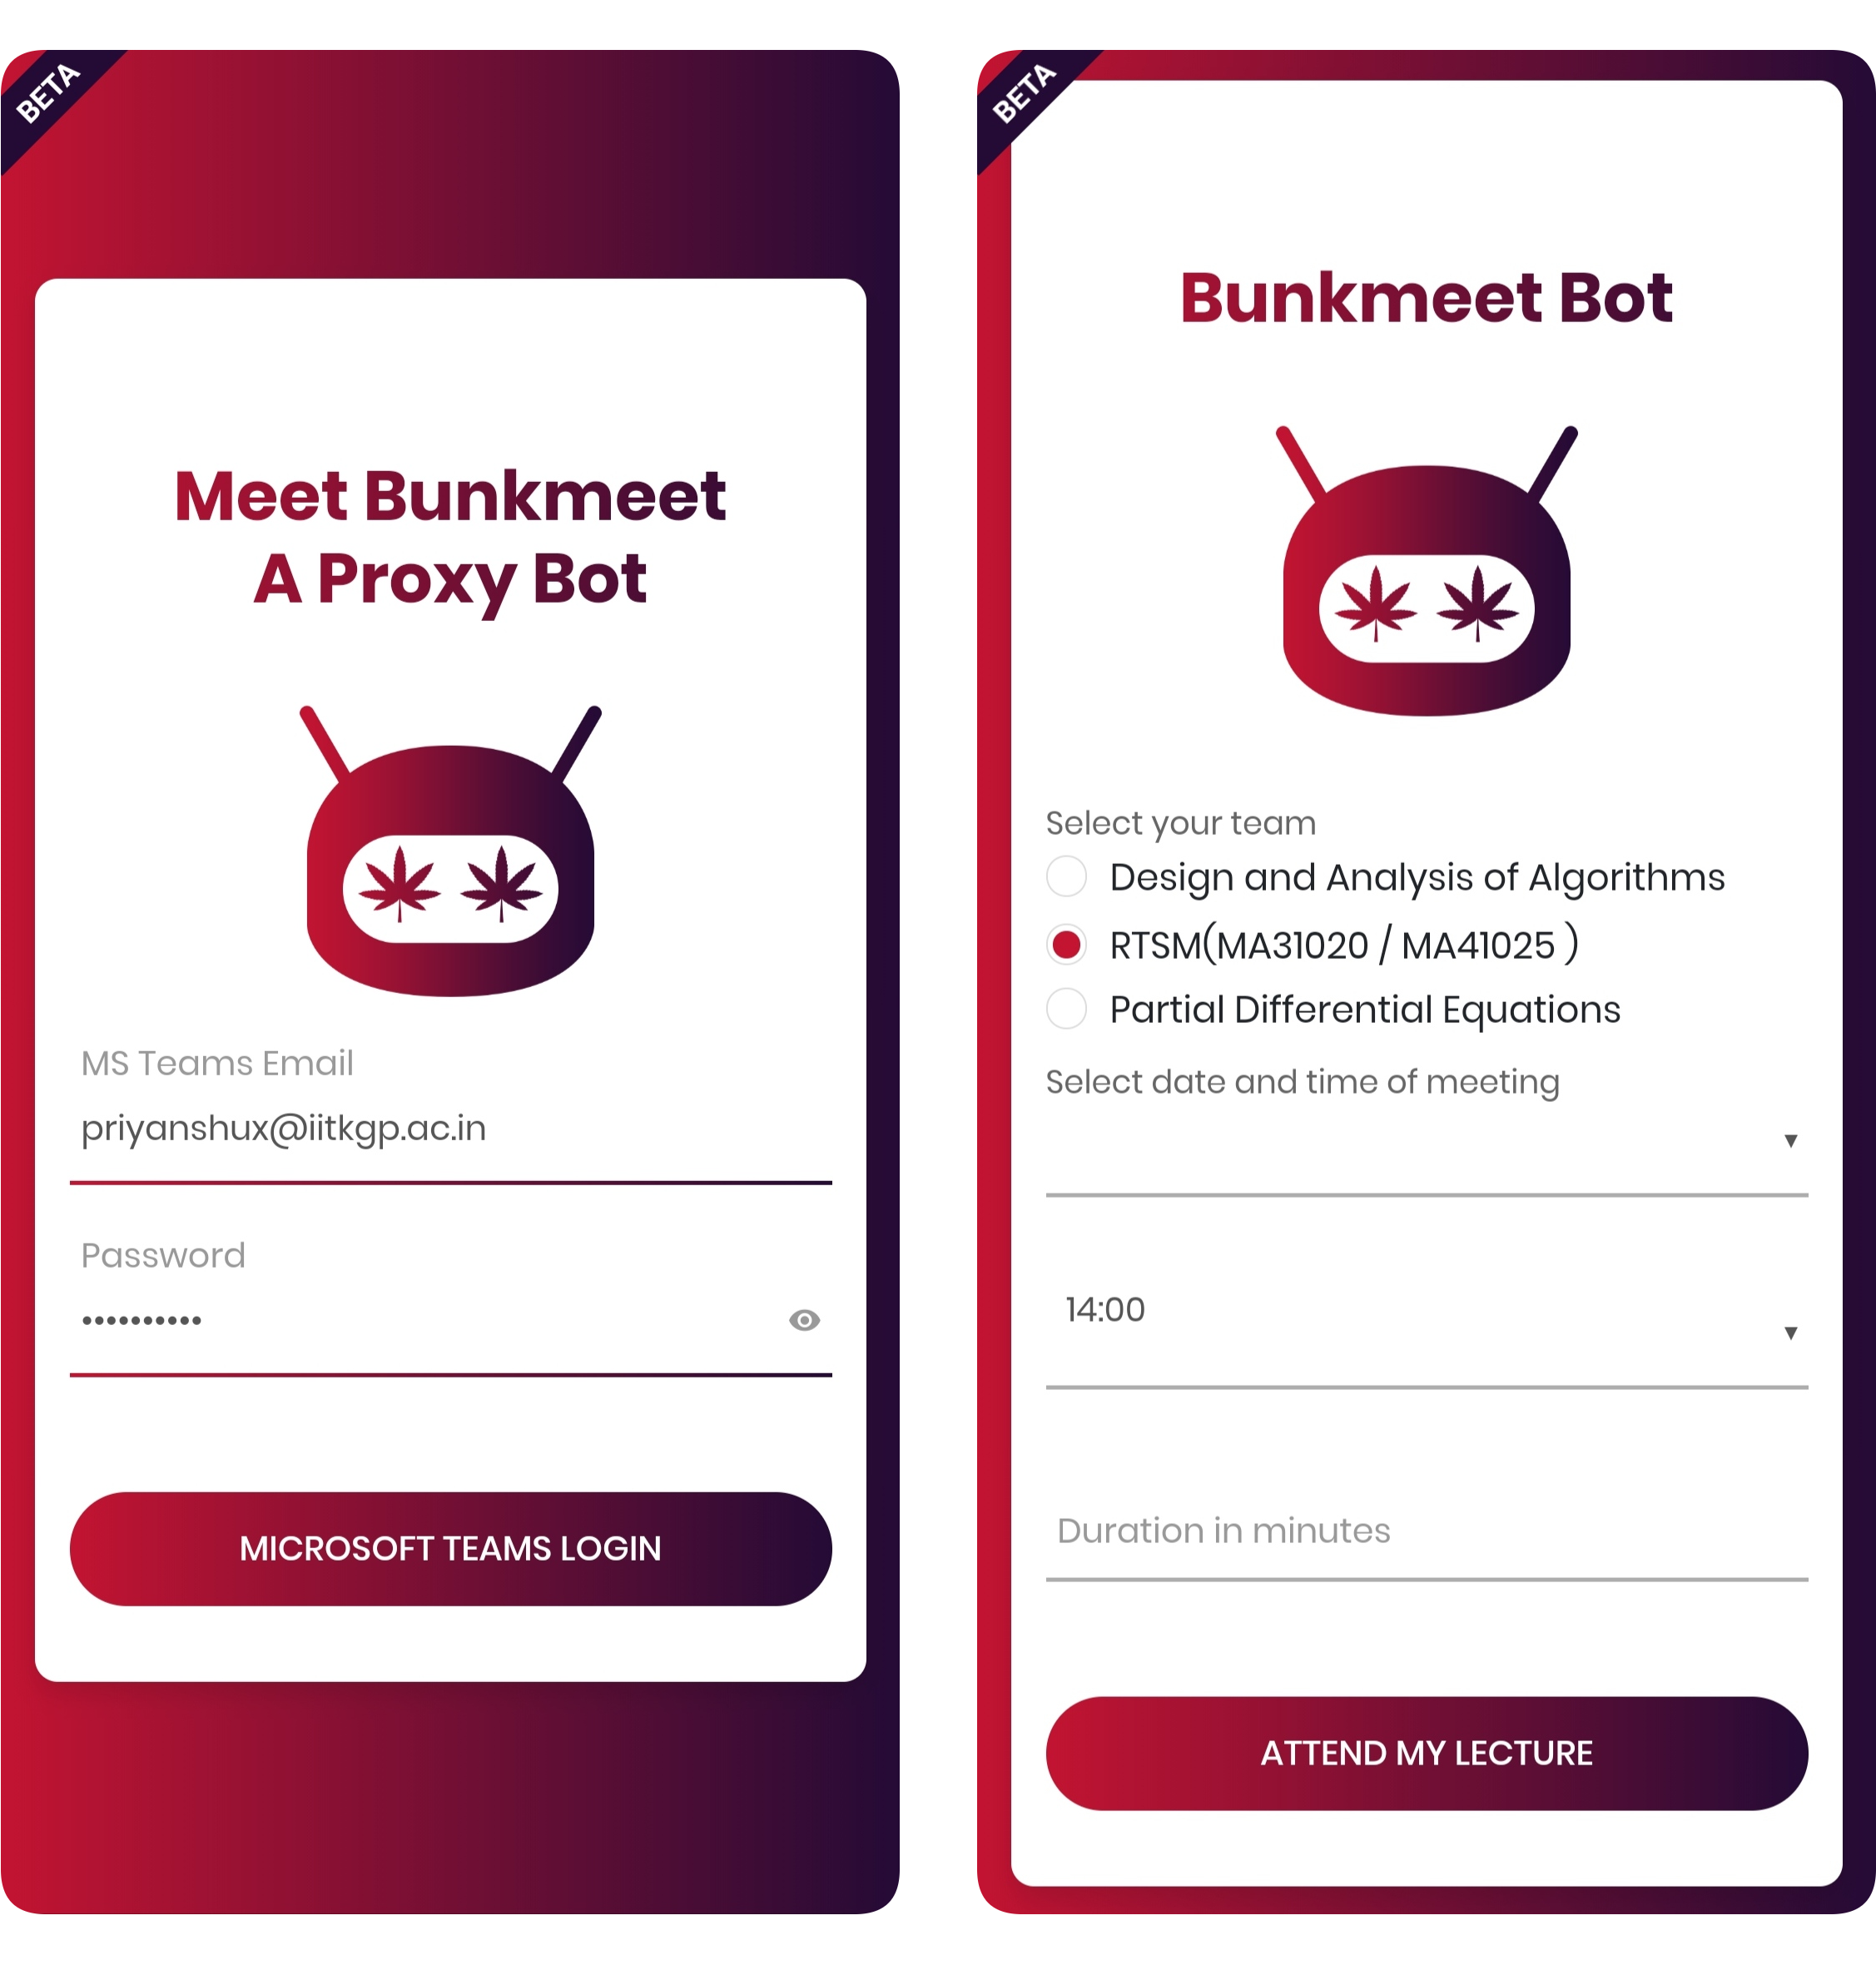 BETA
Meet Bunkmeet
A Proxy Bot
MS Teams Email
priyanshux@iitkgp.ac.in
Password
••••••••••
MICROSOFT TEAMS LOGIN
BETA
Bunkmeet Bot
Select your team
Design and Analysis of Algorithms
RTSM(MA31020 / MA41025 )
Partial Differential Equations
Select date and time of meeting
14:00
Duration in minutes
ATTEND MY LECTURE